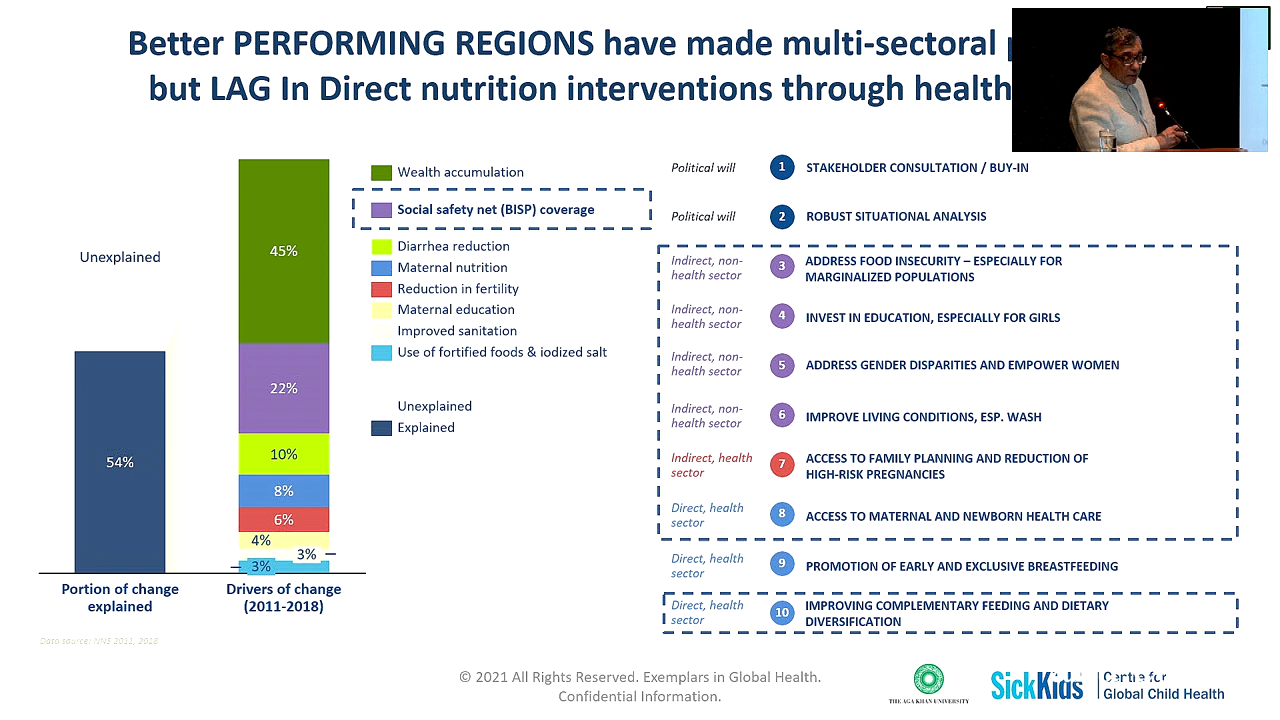 Better PERFORMING REGIONS have made multi-sectoral
but LAG In Direct nutrition interventions through health
Unexplained
54%
Portion of change
explained
45%
22%
10%
8%
6%
4%
3%
3%
Drivers of change
(2011-2018)
Wealth accumulation
Social safety net (BISP) coverage
Diarrhea reduction
Maternal nutrition
Reduction in fertility
Maternal education
Improved sanitation
Use of fortified foods & iodized salt
Unexplained
Explained
Political will
1
STAKEHOLDER CONSULTATION / BUY-IN
Political will
2
ROBUST SITUATIONAL ANALYSIS
Indirect, non-
health sector
3
ADDRESS FOOD INSECURITY – ESPECIALLY FOR
MARGINALIZED POPULATIONS
Indirect, non-
health sector
4
INVEST IN EDUCATION, ESPECIALLY FOR GIRLS
Indirect, non-
health sector
5
ADDRESS GENDER DISPARITIES AND EMPOWER WOMEN
Indirect, non-
health sector
6
IMPROVE LIVING CONDITIONS, ESP. WASH
Indirect, health
sector
7
ACCESS TO FAMILY PLANNING AND REDUCTION OF
HIGH-RISK PREGNANCIES
Direct, health
sector
8
ACCESS TO MATERNAL AND NEWBORN HEALTH CARE
Direct, health
sector
9
PROMOTION OF EARLY AND EXCLUSIVE BREASTFEEDING
Direct, health
sector
10
IMPROVING COMPLEMENTARY FEEDING AND DIETARY
DIVERSIFICATION
Data source: NNS 2011, 2018
© 2021 All Rights Reserved. Exemplars in Global Health.
Confidential Information.
THE AGA KHAN UNIVERSITY
SickKids
Centre for
Global Child Health